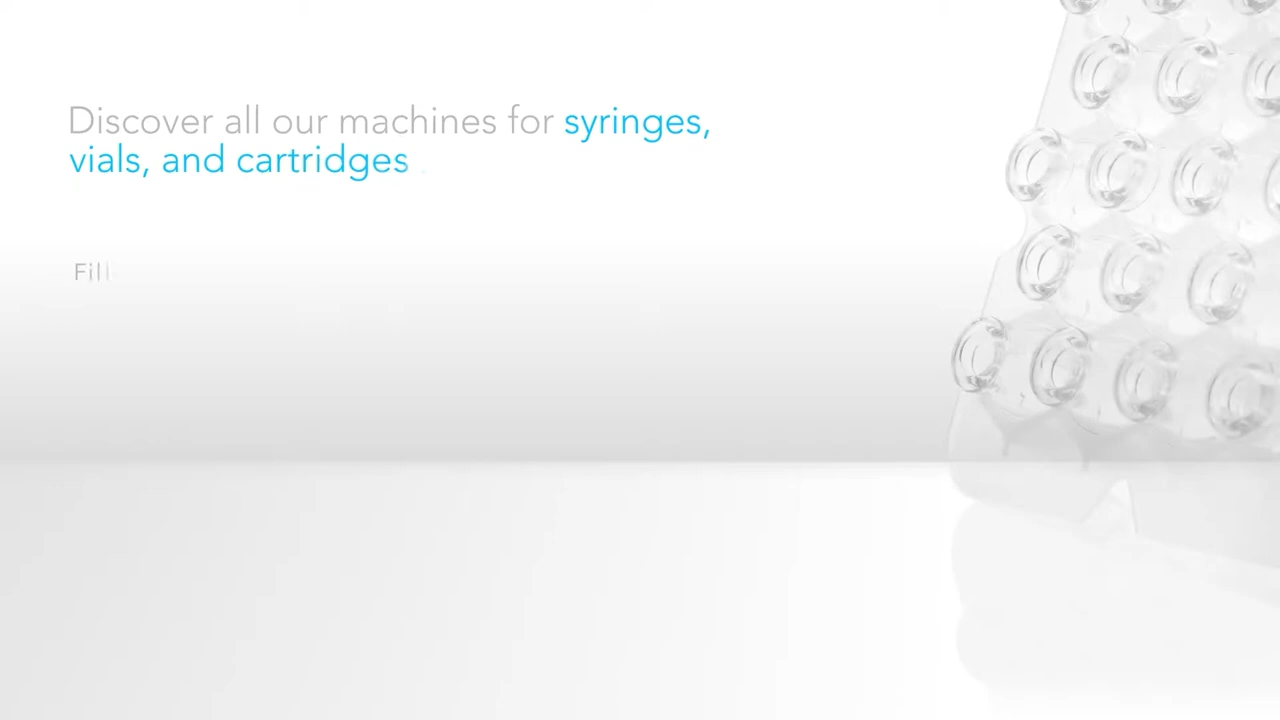 Discover all our machines for syringes,
vials, and cartridges
Fill